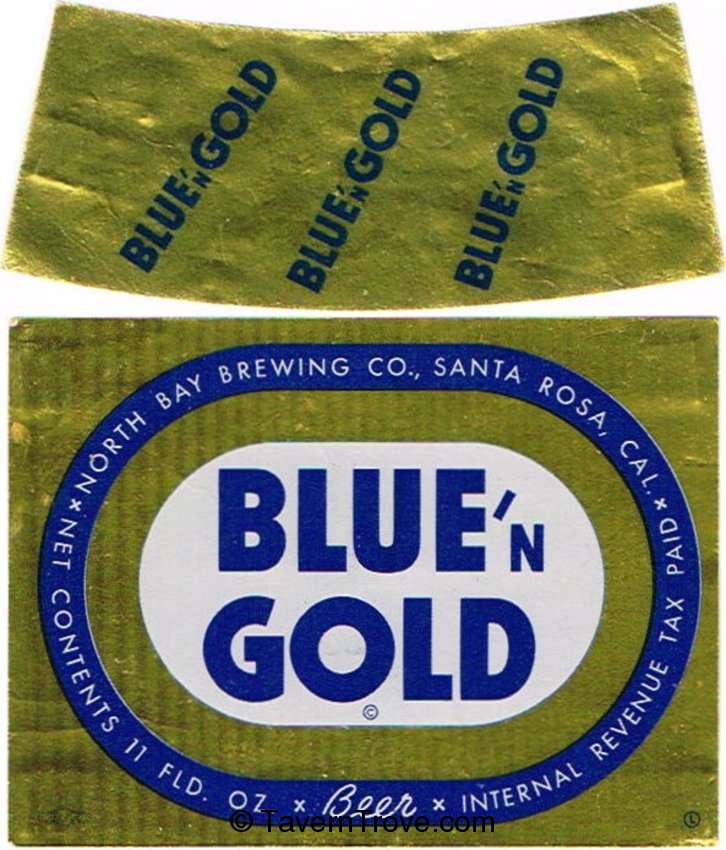 BLUE'N GOLD
BLUE'N GOLD
BLUE'N GOLD
NORTH BAY BREWING CO., SANTA ROSA, CAL.
BLUE'N
GOLD
©
× NET CONTENTS 11 FLD. OZ × Beer × INTERNAL REVENUE TAX PAID ×
© TavernTrove.com
Ⓛ